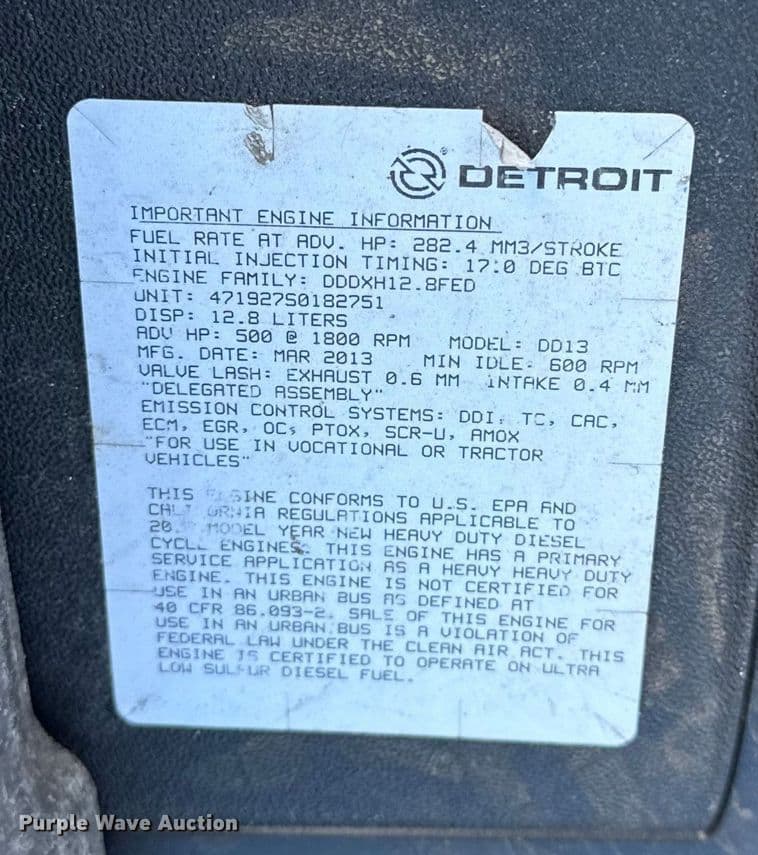 DETROIT
IMPORTANT ENGINE INFORMATION
FUEL RATE AT ADV. HP: 282.4 MM3/STROKE
INITIAL INJECTION TIMING: 17.0 DEG BTC
ENGINE FAMILY: DDDXH12.8FED
UNIT: 471927S0182751
DISP: 12.8 LITERS
ADV HP: 500 @ 1800 RPM MODEL: DD13
MFG. DATE: MAR 2013 MIN IDLE: 600 RPM
VALVE LASH: EXHAUST 0.6 MM INTAKE 0.4 MM
"DELEGATED ASSEMBLY"
EMISSION CONTROL SYSTEMS: DDI, TC, CAC,
ECM, EGR, OC, PTOX, SCR-U, AMOX
"FOR USE IN VOCATIONAL OR TRACTOR
VEHICLES"
THIS ENGINE CONFORMS TO U.S. EPA AND
CALIFORNIA REGULATIONS APPLICABLE TO
MODEL YEAR NEW HEAVY DUTY DIESEL
CYCLE ENGINES. THIS ENGINE HAS A PRIMARY
SERVICE APPLICATION AS A HEAVY HEAVY DUTY
ENGINE. THIS ENGINE IS NOT CERTIFIED FOR
USE IN AN URBAN BUS AS DEFINED AT
40 CFR 86.093-2. SALE OF THIS ENGINE FOR
USE IN AN URBAN BUS IS A VIOLATION OF
FEDERAL LAW UNDER THE CLEAN AIR ACT. THIS
ENGINE IS CERTIFIED TO OPERATE ON ULTRA
LOW SULFUR DIESEL FUEL.
Purple Wave Auction